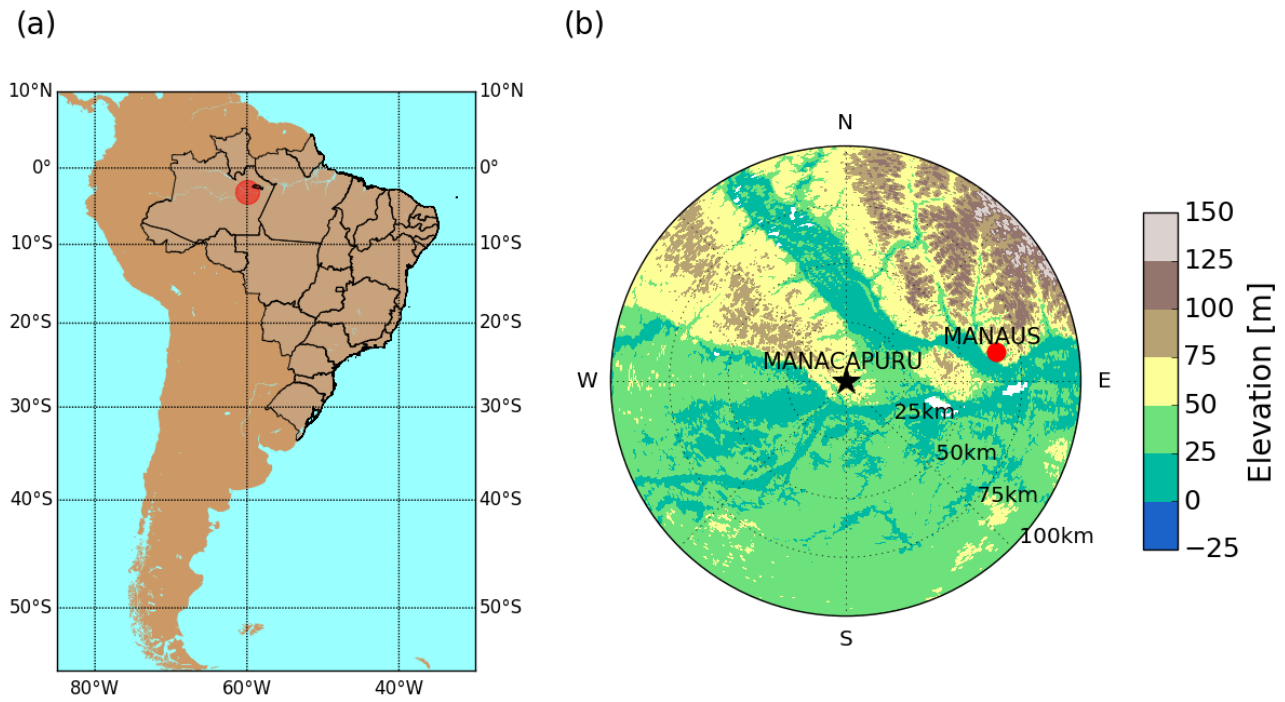 (a)
(b)
10°N
10°N
0°
0°
10°S
10°S
20°S
20°S
30°S
30°S
40°S
40°S
50°S
50°S
80°W
60°W
40°W
N
W
E
S
MANAUS
MANACAPURU
25km
50km
75km
100km
150
125
100
75
50
25
0
−25
Elevation [m]